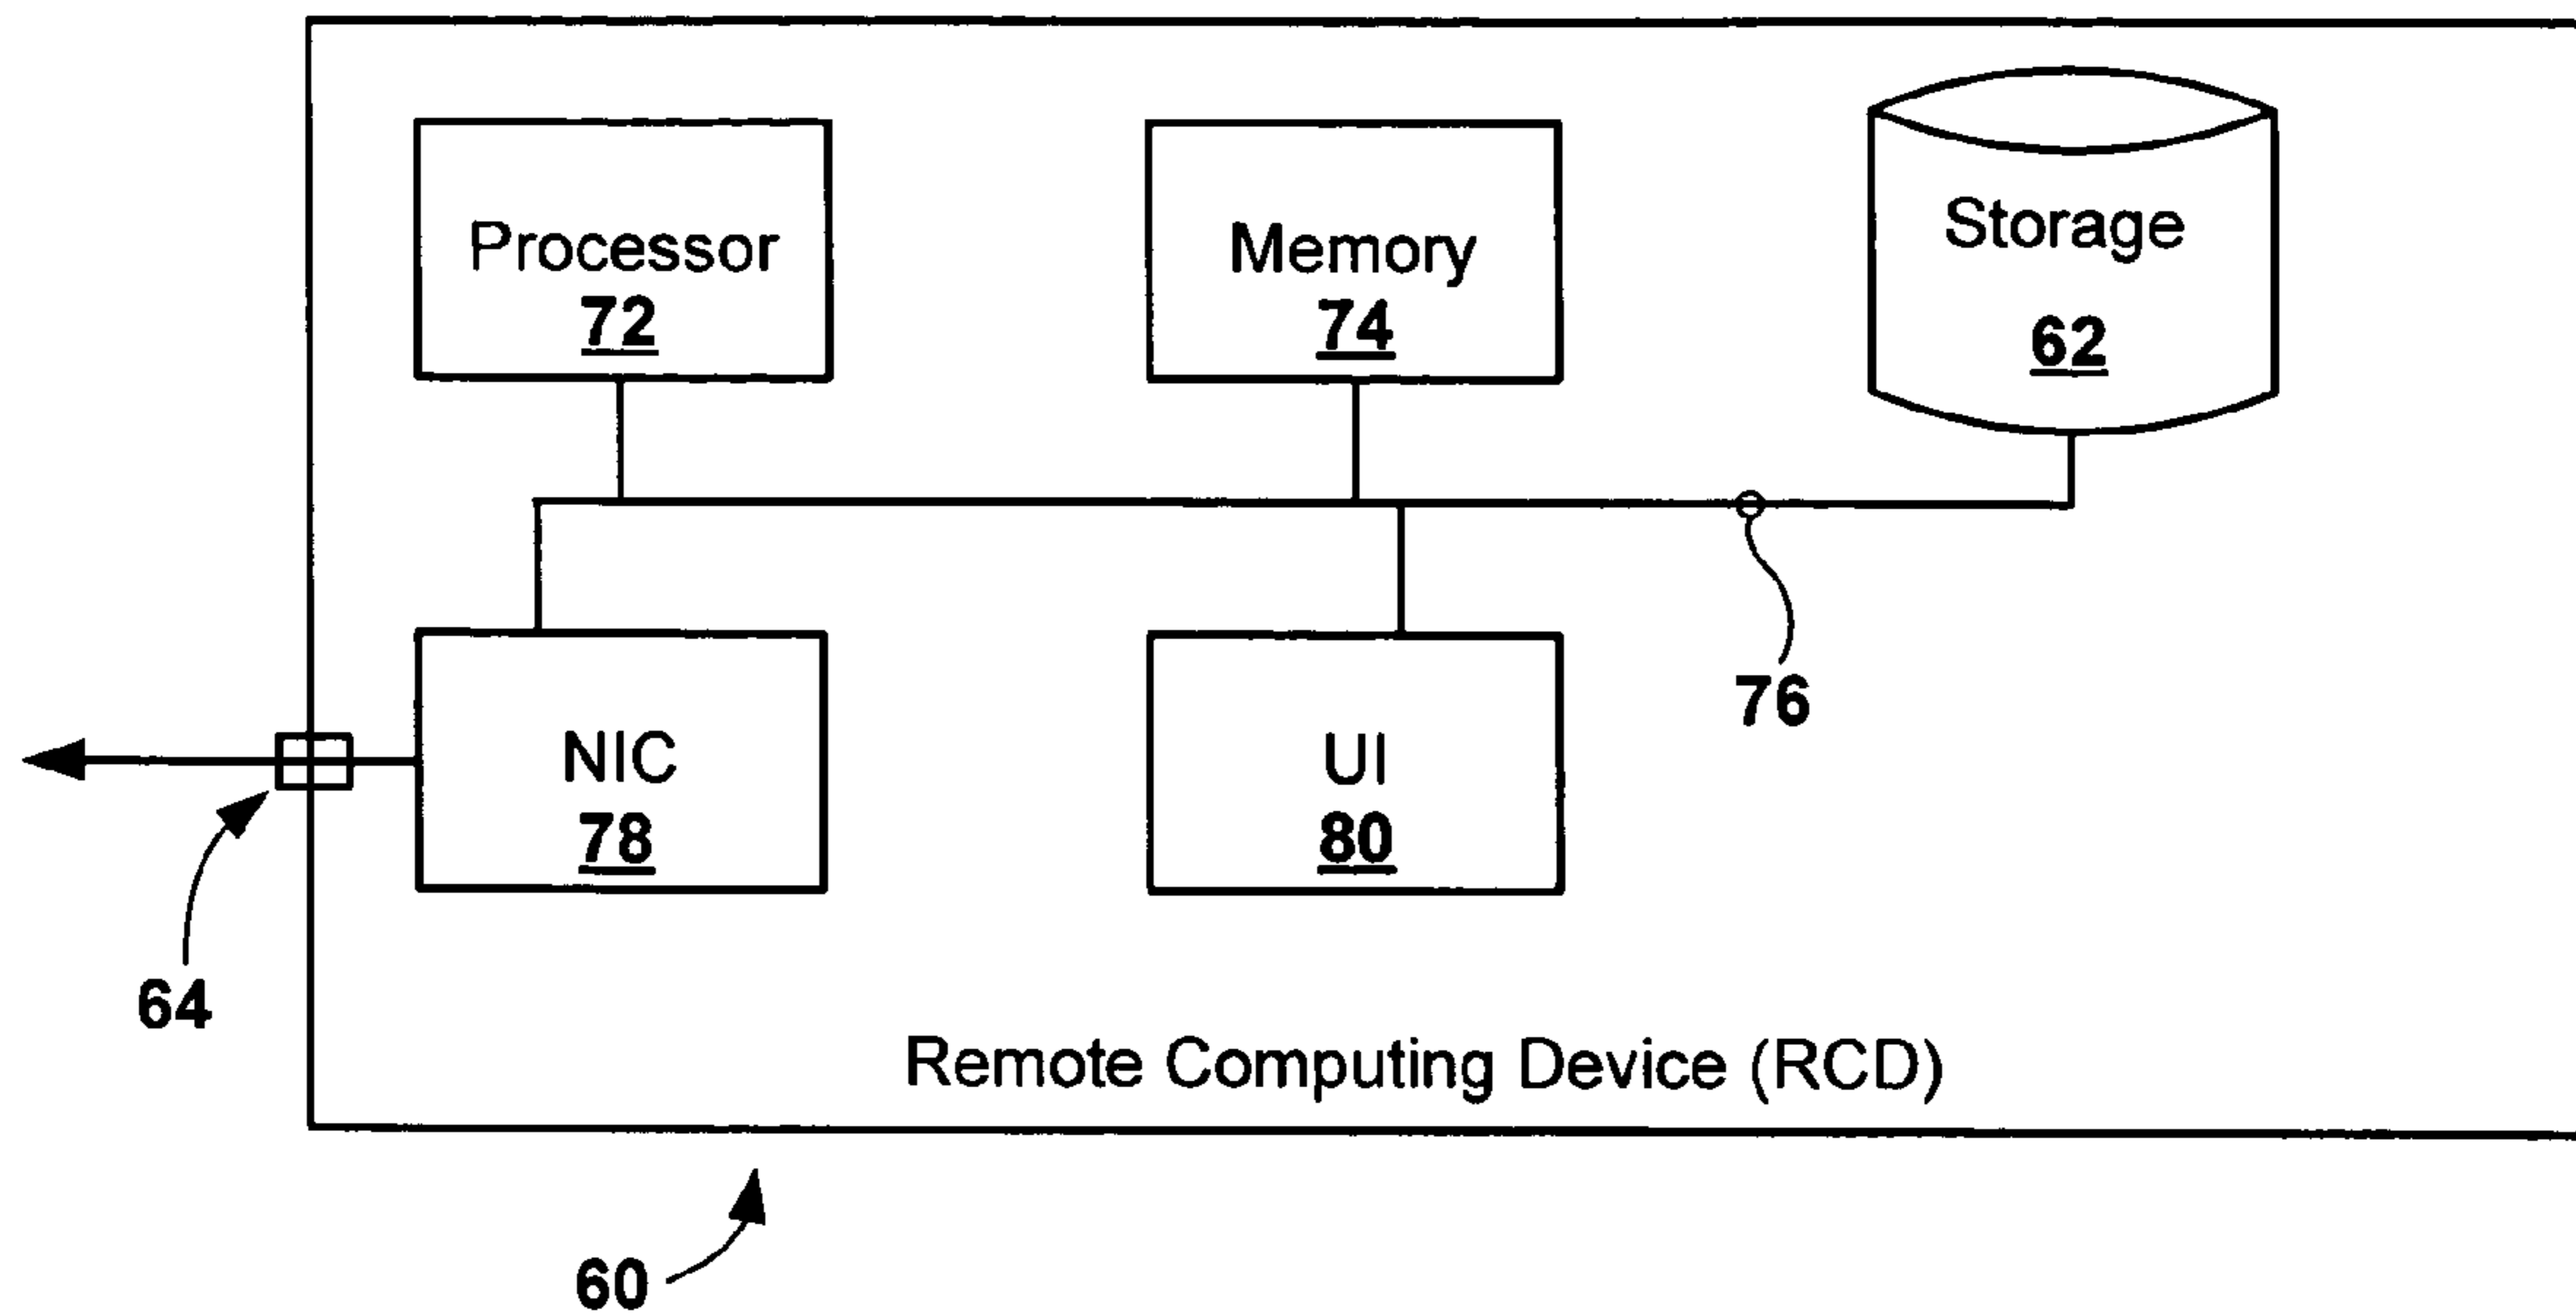 Processor
72
Memory
74
Storage
62
76
NIC
78
UI
80
64
Remote Computing Device (RCD)
60